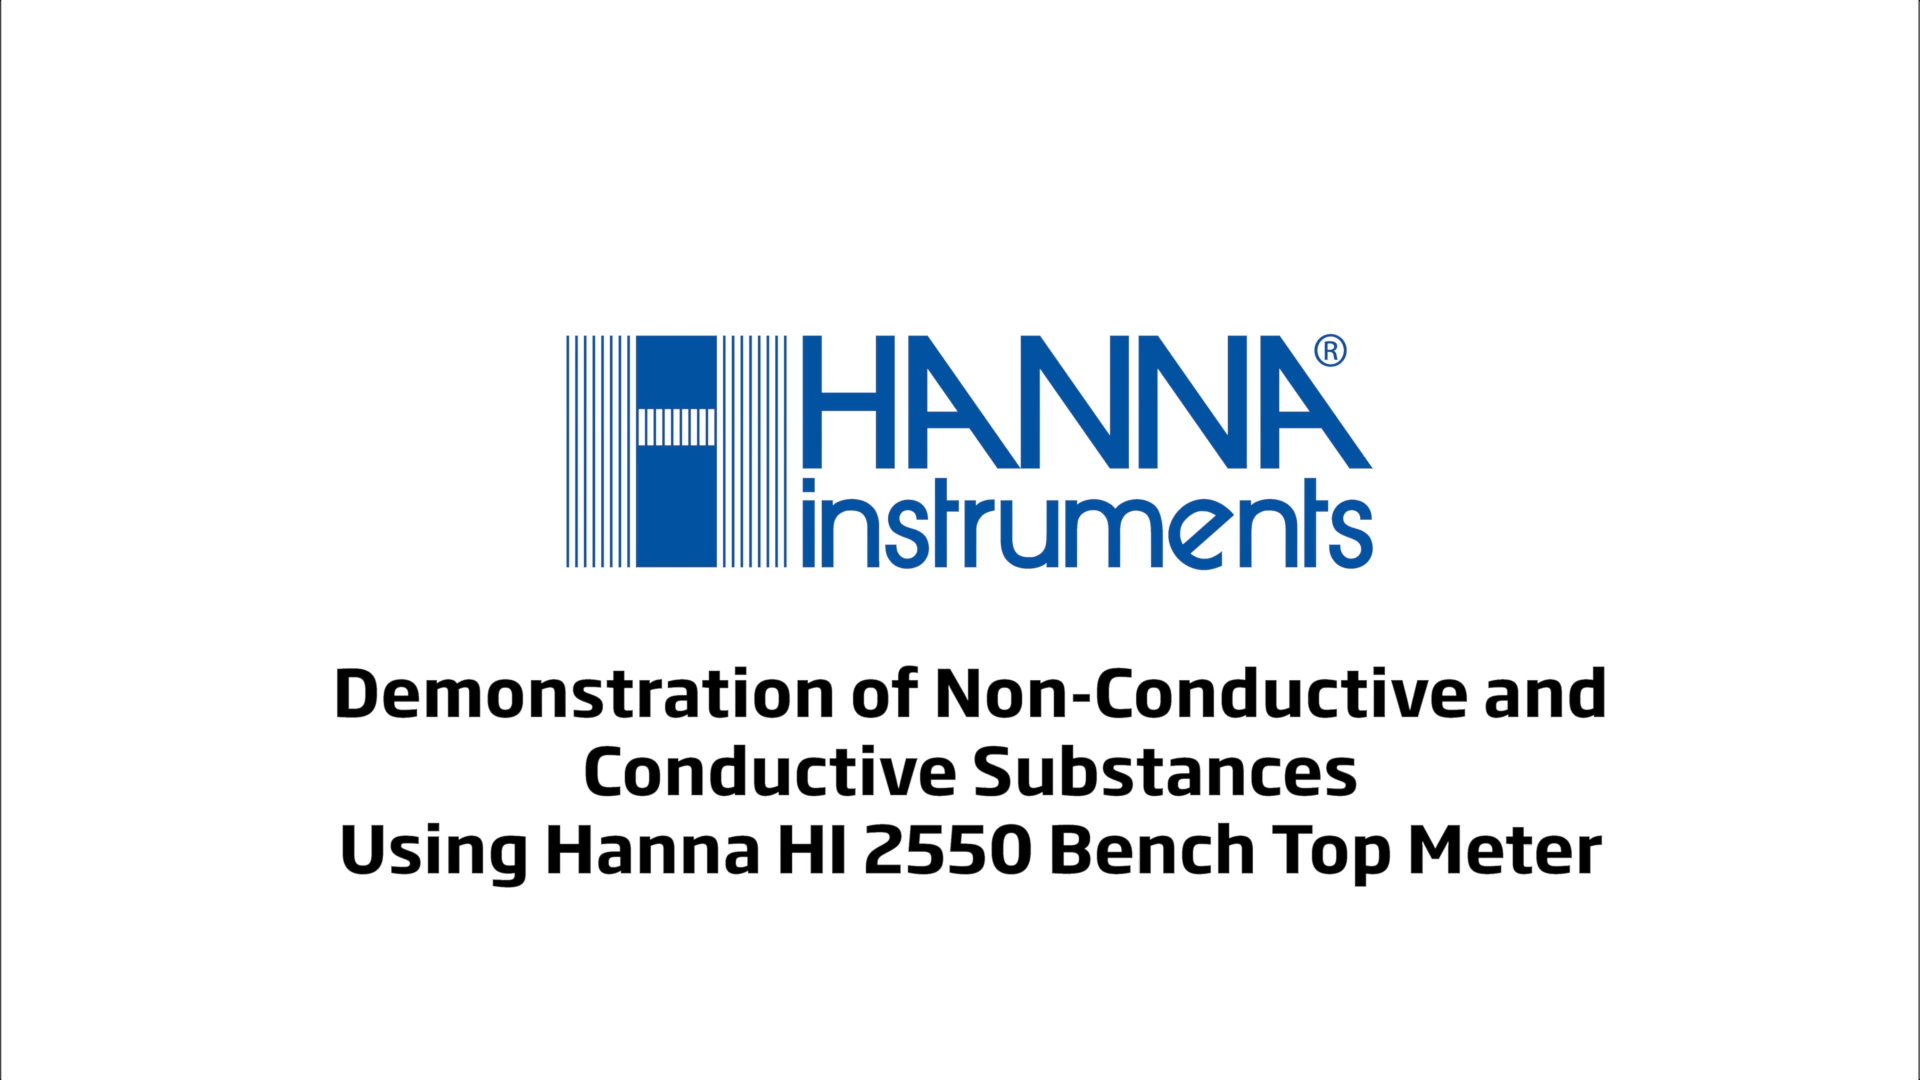 HANNA®
instruments
Demonstration of Non-Conductive and
Conductive Substances
Using Hanna HI 2550 Bench Top Meter